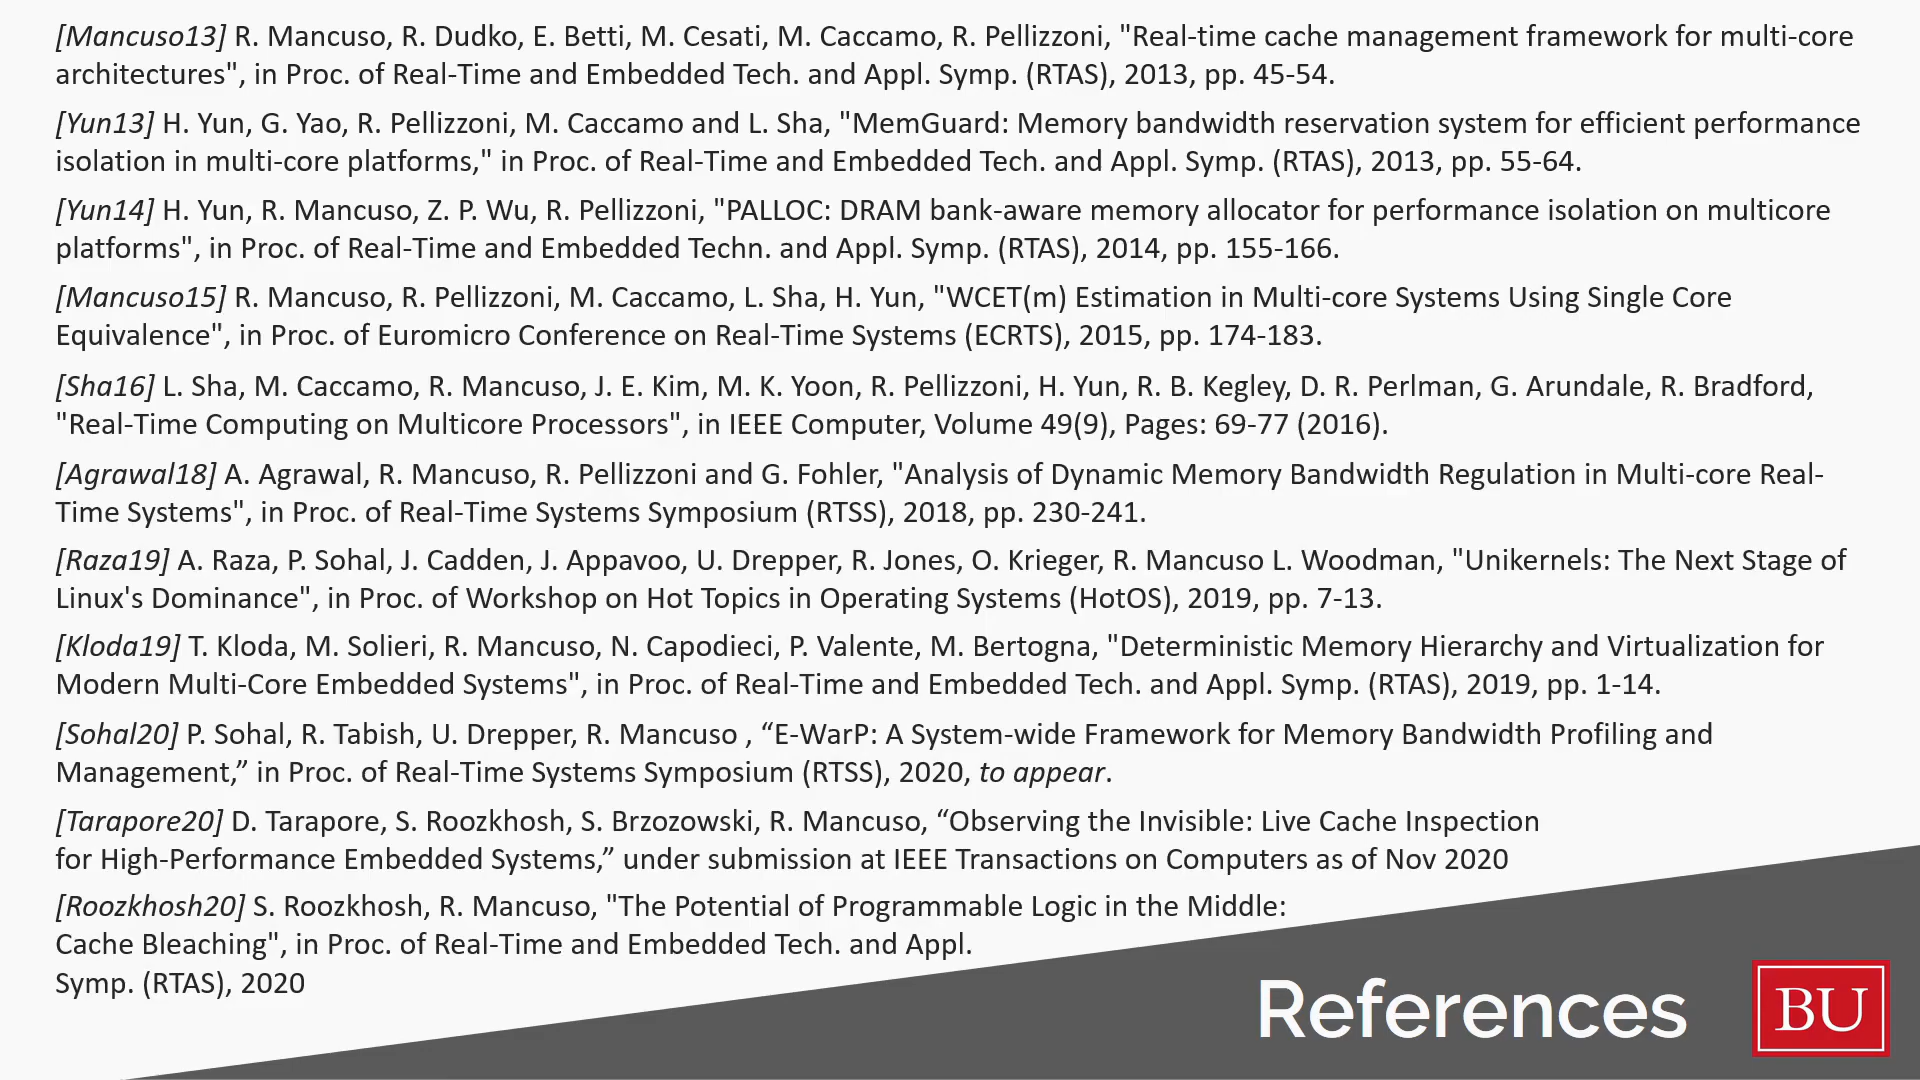 [Mancuso13] R. Mancuso, R. Dudko, E. Betti, M. Cesati, M. Caccamo, R. Pellizzoni, "Real-time cache management framework for multi-core
architectures", in Proc. of Real-Time and Embedded Tech. and Appl. Symp. (RTAS), 2013, pp. 45-54.
[Yun13] H. Yun, G. Yao, R. Pellizzoni, M. Caccamo and L. Sha, "MemGuard: Memory bandwidth reservation system for efficient performance
isolation in multi-core platforms," in Proc. of Real-Time and Embedded Tech. and Appl. Symp. (RTAS), 2013, pp. 55-64.
[Yun14] H. Yun, R. Mancuso, Z. P. Wu, R. Pellizzoni, "PALLOC: DRAM bank-aware memory allocator for performance isolation on multicore
platforms", in Proc. of Real-Time and Embedded Techn. and Appl. Symp. (RTAS), 2014, pp. 155-166.
[Mancuso15] R. Mancuso, R. Pellizzoni, M. Caccamo, L. Sha, H. Yun, "WCET(m) Estimation in Multi-core Systems Using Single Core
Equivalence", in Proc. of Euromicro Conference on Real-Time Systems (ECRTS), 2015, pp. 174-183.
[Sha16] L. Sha, M. Caccamo, R. Mancuso, J. E. Kim, M. K. Yoon, R. Pellizzoni, H. Yun, R. B. Kegley, D. R. Perlman, G. Arundale, R. Bradford,
"Real-Time Computing on Multicore Processors", in IEEE Computer, Volume 49(9), Pages: 69-77 (2016).
[Agrawal18] A. Agrawal, R. Mancuso, R. Pellizzoni and G. Fohler, "Analysis of Dynamic Memory Bandwidth Regulation in Multi-core Real-
Time Systems", in Proc. of Real-Time Systems Symposium (RTSS), 2018, pp. 230-241.
[Raza19] A. Raza, P. Sohal, J. Cadden, J. Appavoo, U. Drepper, R. Jones, O. Krieger, R. Mancuso L. Woodman, "Unikernels: The Next Stage of
Linux's Dominance", in Proc. of Workshop on Hot Topics in Operating Systems (HotOS), 2019, pp. 7-13.
[Kloda19] T. Kloda, M. Solieri, R. Mancuso, N. Capodieci, P. Valente, M. Bertogna, "Deterministic Memory Hierarchy and Virtualization for
Modern Multi-Core Embedded Systems", in Proc. of Real-Time and Embedded Tech. and Appl. Symp. (RTAS), 2019, pp. 1-14.
[Sohal20] P. Sohal, R. Tabish, U. Drepper, R. Mancuso , “E-WarP: A System-wide Framework for Memory Bandwidth Profiling and
Management,” in Proc. of Real-Time Systems Symposium (RTSS), 2020, to appear.
[Tarapore20] D. Tarapore, S. Roozkhosh, S. Brzozowski, R. Mancuso, “Observing the Invisible: Live Cache Inspection
for High-Performance Embedded Systems,” under submission at IEEE Transactions on Computers as of Nov 2020
[Roozkhosh20] S. Roozkhosh, R. Mancuso, "The Potential of Programmable Logic in the Middle:
Cache Bleaching", in Proc. of Real-Time and Embedded Tech. and Appl.
Symp. (RTAS), 2020
References
BU